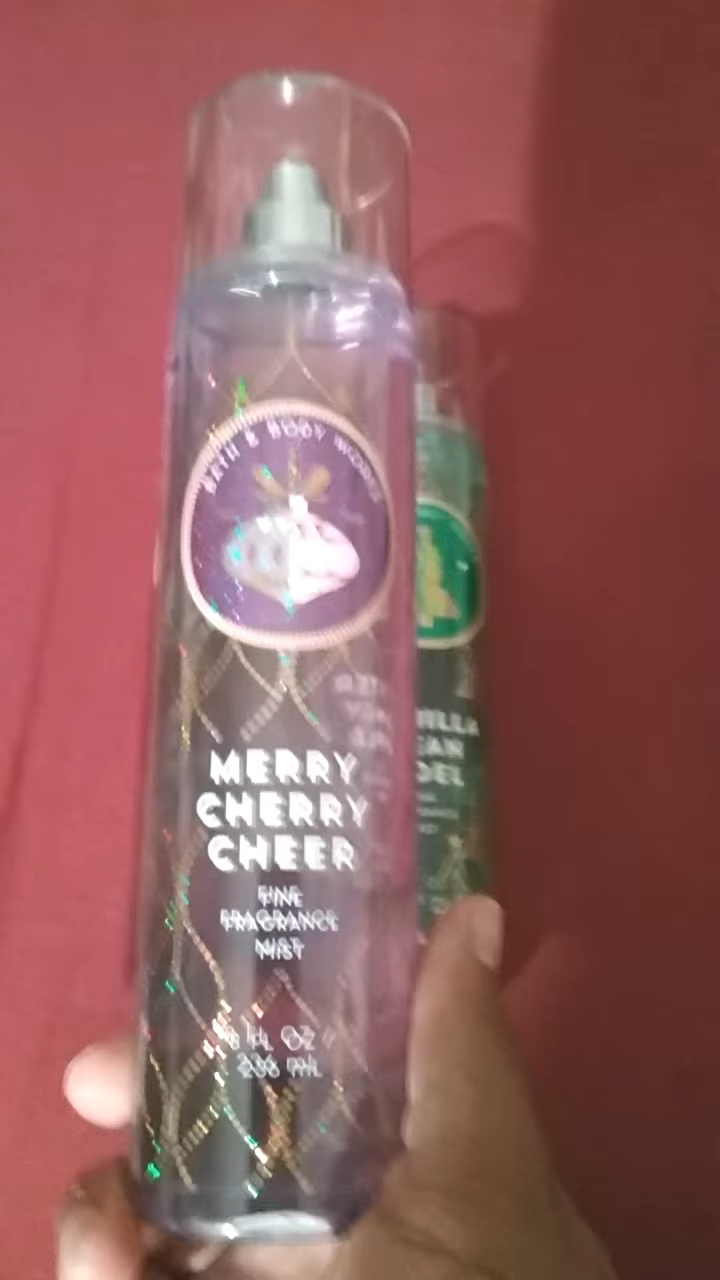 BATH & BODY WORKS
MERRY
CHERRY
CHEER
FINE
FRAGRANCE
MIST
8 FL OZ
236 mL